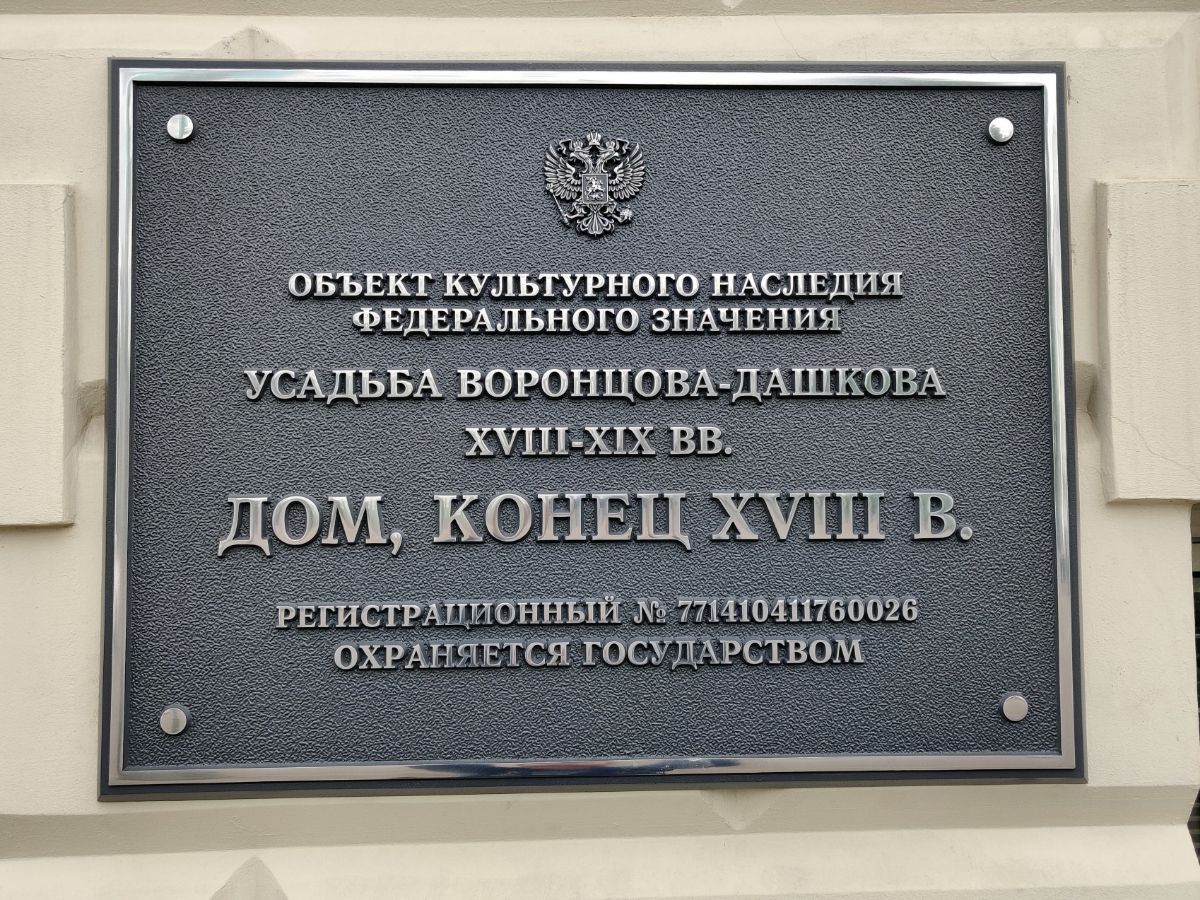 ОБЪЕКТ КУЛЬТУРНОГО НАСЛЕДИЯ
ФЕДЕРАЛЬНОГО ЗНАЧЕНИЯ
УСАДЬБА ВОРОНЦОВА-ДАШКОВА
XVIII-XIX ВВ.
ДОМ, КОНЕЦ XVIII В.
РЕГИСТРАЦИОННЫЙ № 771410411760026
ОХРАНЯЕТСЯ ГОСУДАРСТВОМ